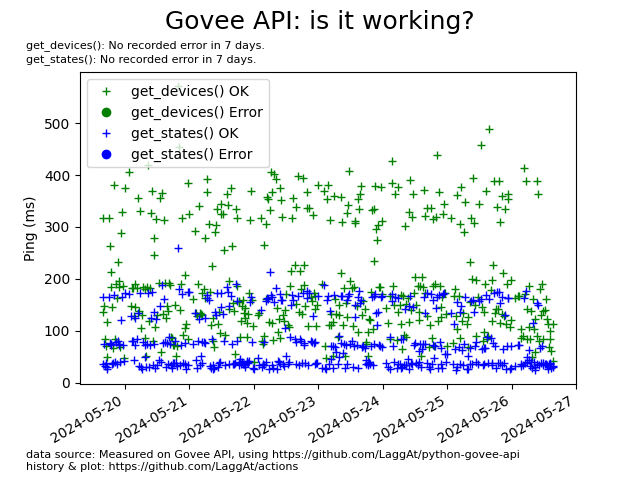 Govee API: is it working?
get_devices(): No recorded error in 7 days.
get_states(): No recorded error in 7 days.
get_devices() OK
get_devices() Error
get_states() OK
get_states() Error
500
400
300
200
100
0
Ping (ms)
2024-05-20
2024-05-21
2024-05-22
2024-05-23
2024-05-24
2024-05-25
2024-05-26
2024-05-27
data source: Measured on Govee API, using https://github.com/LaggAt/python-govee-api
history & plot: https://github.com/LaggAt/actions